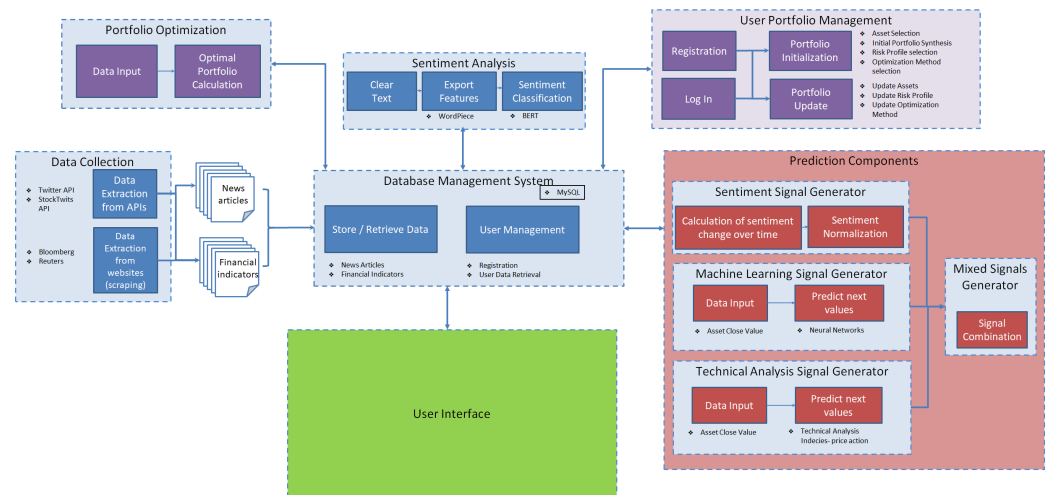 Portfolio Optimization
Data Input
Optimal
Portfolio
Calculation
Sentiment Analysis
Clear
Text
Export
Features
Sentiment
Classification
❖ WordPiece
❖ BERT
User Portfolio Management
Registration
Portfolio
Initialization
❖ Asset Selection
❖ Initial Portfolio Synthesis
❖ Risk Profile selection
❖ Optimization Method
selection
Log In
Portfolio
Update
❖ Update Assets
❖ Update Risk Profile
❖ Update Optimization
Method
Data Collection
❖ Twitter API
❖ StockTwits
API
Data
Extraction
from APIs
❖ Bloomberg
❖ Reuters
Data
Extraction
from
websites
(scraping)
News
articles
Financial
indicators
Database Management System
❖ MySQL
Store / Retrieve Data
User Management
❖ News Articles
❖ Financial Indicators
❖ Registration
❖ User Data Retrieval
User Interface
Prediction Components
Sentiment Signal Generator
Calculation of sentiment
change over time
Sentiment
Normalization
Machine Learning Signal Generator
Data Input
Predict next
values
❖ Asset Close Value
❖ Neural Networks
Technical Analysis Signal Generator
Data Input
Predict next
values
❖ Asset Close Value
❖ Technical Analysis
Indecies- price action
Mixed Signals
Generator
Signal
Combination